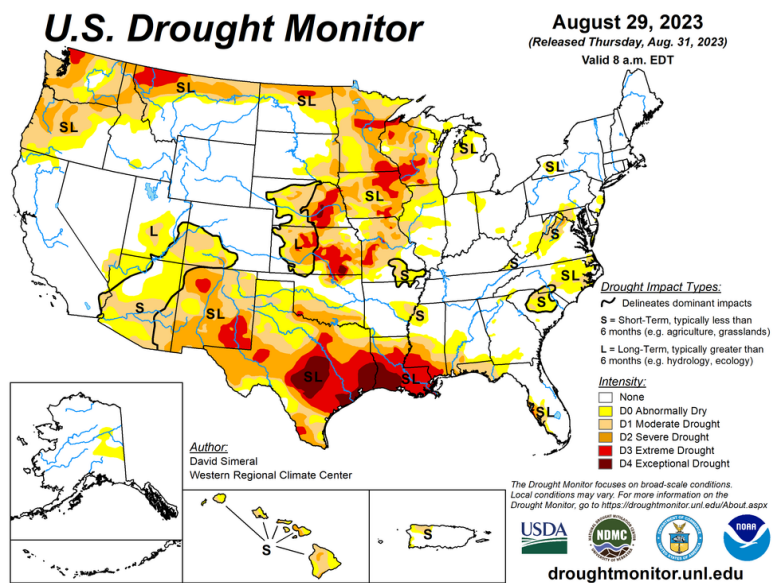 U.S. Drought Monitor
August 29, 2023
(Released Thursday, Aug. 31, 2023)
Valid 8 a.m. EDT
SL
SL
SL
SL
SL
SL
L
L
S
S
S
S
SL
S
S
SL
SL
SL
SL
SL
S
S
Drought Impact Types:
Delineates dominant impacts
S = Short-Term, typically less than
6 months (e.g. agriculture, grasslands)
L = Long-Term, typically greater than
6 months (e.g. hydrology, ecology)
Intensity:
None
D0 Abnormally Dry
D1 Moderate Drought
D2 Severe Drought
D3 Extreme Drought
D4 Exceptional Drought
Author:
David Simeral
Western Regional Climate Center
The Drought Monitor focuses on broad-scale conditions.
Local conditions may vary. For more information on the
Drought Monitor, go to https://droughtmonitor.unl.edu/About.aspx
USDA
NDMC
NOAA
droughtmonitor.unl.edu